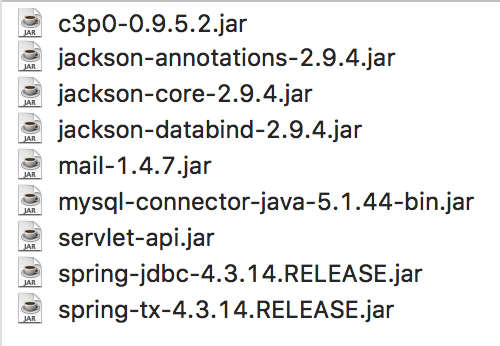 JAR c3p0-0.9.5.2.jar
JAR jackson-annotations-2.9.4.jar
JAR jackson-core-2.9.4.jar
JAR jackson-databind-2.9.4.jar
JAR mail-1.4.7.jar
JAR mysql-connector-java-5.1.44-bin.jar
JAR servlet-api.jar
JAR spring-jdbc-4.3.14.RELEASE.jar
JAR spring-tx-4.3.14.RELEASE.jar